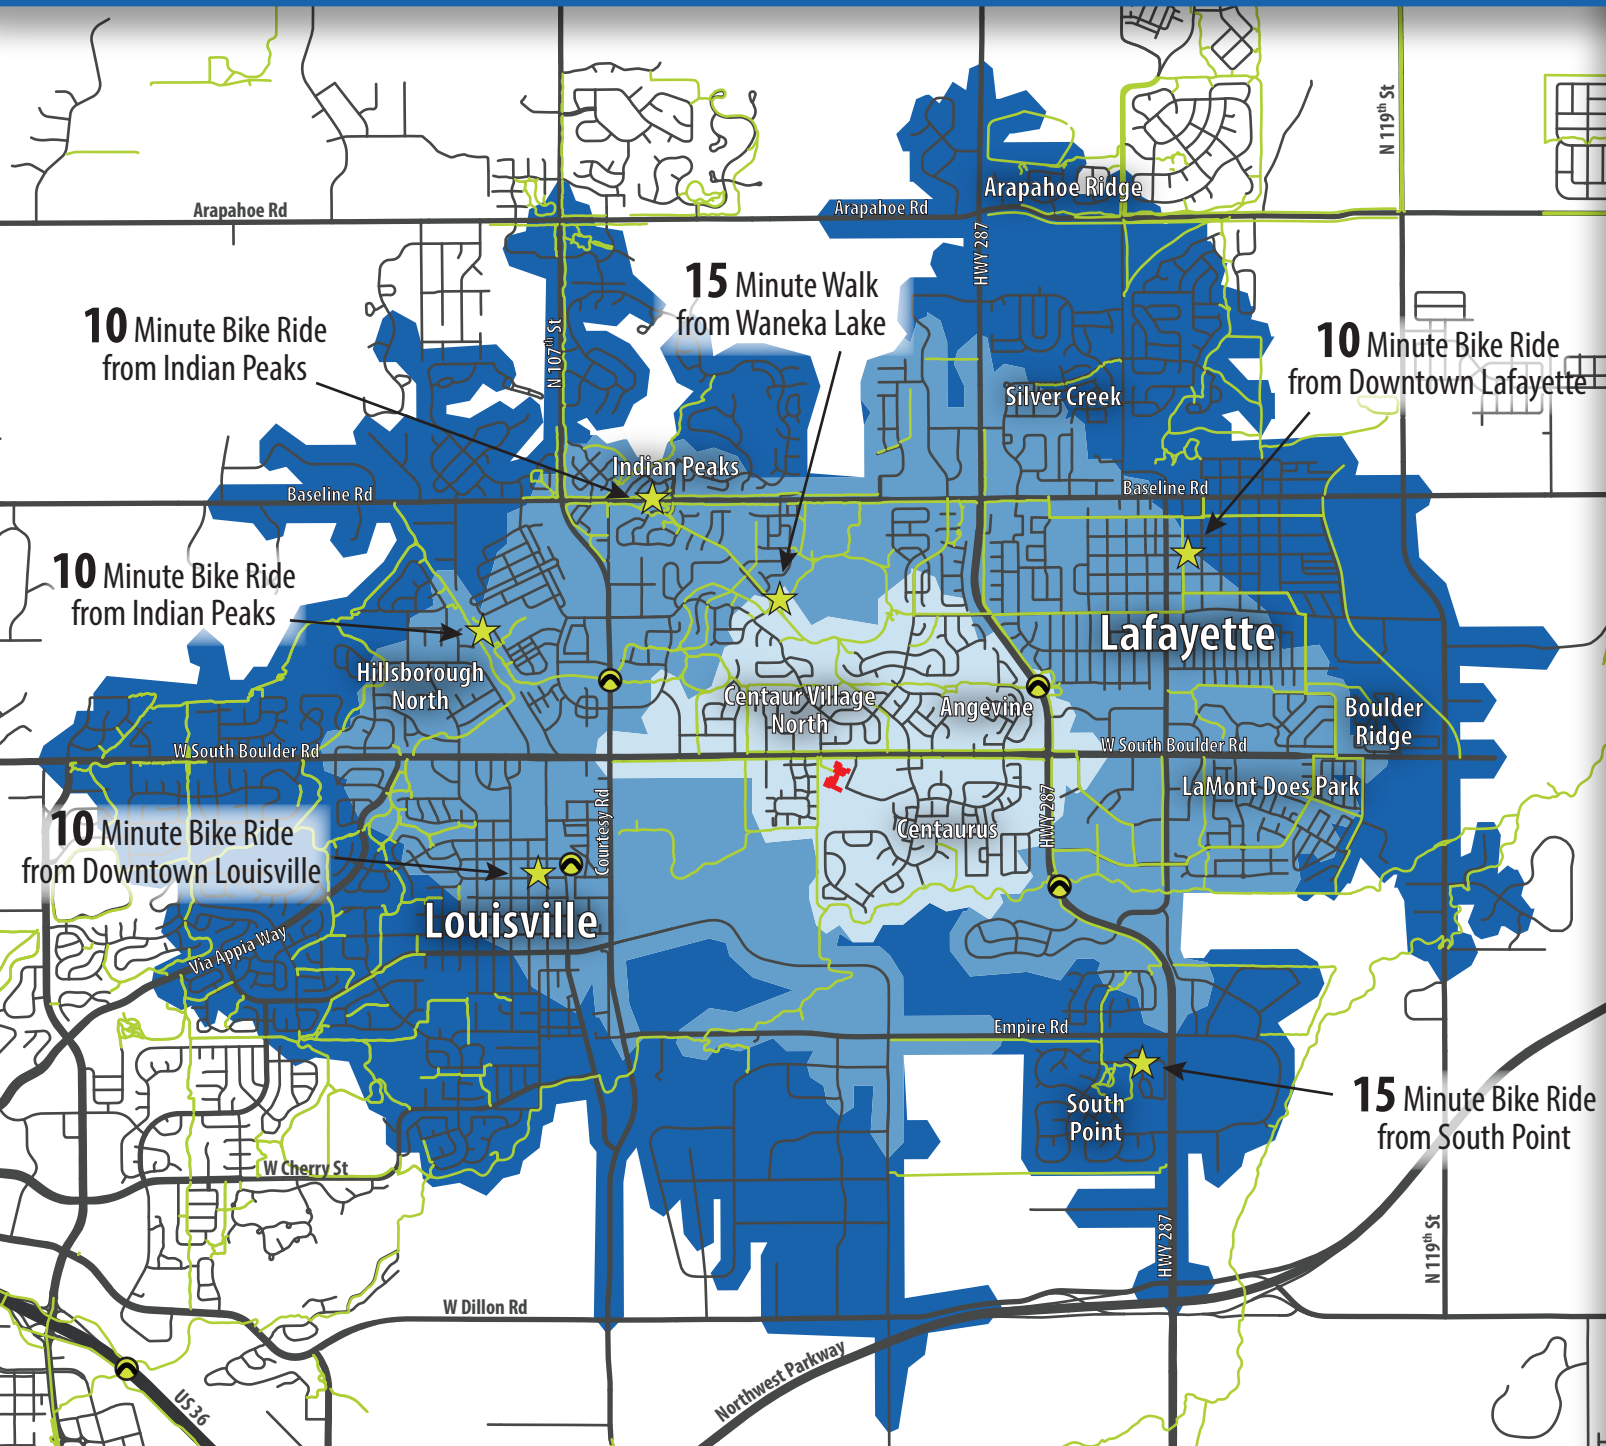 N 119th St
Arapahoe Ridge
Arapahoe Rd
Arapahoe Rd
HWY 287
15 Minute Walk
from Waneka Lake
10 Minute Bike Ride
from Indian Peaks
N 107th St
10 Minute Bike Ride
from Downtown Lafayette
Silver Creek
Indian Peaks
Baseline Rd
Baseline Rd
10 Minute Bike Ride
from Indian Peaks
Lafayette
Hillsborough
North
Centaur Village
North
Angevine
Boulder
Ridge
W South Boulder Rd
W South Boulder Rd
LaMont Does Park
10 Minute Bike Ride
from Downtown Louisville
Courtesy Rd
HWY 287
Centaurus
Louisville
Via Appia Way
Empire Rd
South
Point
15 Minute Bike Ride
from South Point
W Cherry St
HWY 287
N 119th St
W Dillon Rd
Northwest Parkway
US 36